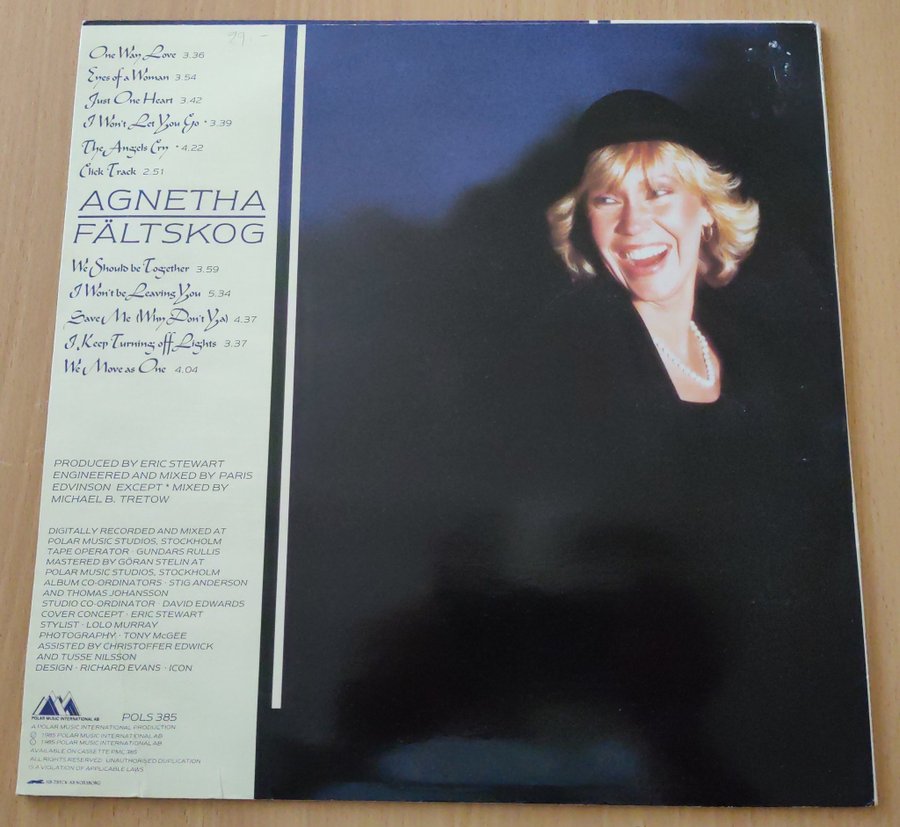 29:-
One Way Love 3.36
Eyes of a Woman 3.54
Just One Heart 3.42
I Won't Let You Go * 3.39
The Angels Cry * 4.22
Click Track 2.51
AGNETHA
FÄLTSKOG
We Should be Together 3.59
I Won't be Leaving You 5.34
Save Me (Why Don't Ya) 4.37
I Keep Turning off Lights 3.37
We Move as One 4.04
PRODUCED BY ERIC STEWART
ENGINEERED AND MIXED BY PARIS
EDVINSON EXCEPT * MIXED BY
MICHAEL B. TRETOW
DIGITALLY RECORDED AND MIXED AT
POLAR MUSIC STUDIOS, STOCKHOLM
TAPE OPERATOR · GUNDARS RULLIS
MASTERED BY GÖRAN STELIN AT
POLAR MUSIC STUDIOS, STOCKHOLM
ALBUM CO-ORDINATORS · STIG ANDERSON
AND THOMAS JOHANSSON
STUDIO CO-ORDINATOR · DAVID EDWARDS
COVER CONCEPT · ERIC STEWART
STYLIST · LOLO MURRAY
PHOTOGRAPHY · TONY McGEE
ASSISTED BY CHRISTOFFER EDWICK
AND TUSSE NILSSON
DESIGN · RICHARD EVANS · ICON
POLAR MUSIC INTERNATIONAL AB
POLS 385
A POLAR MUSIC INTERNATIONAL PRODUCTION
℗ 1985 POLAR MUSIC INTERNATIONAL AB
© 1985 POLAR MUSIC INTERNATIONAL AB
AVAILABLE ON CASSETTE PMC 385
ALL RIGHTS RESERVED. UNAUTHORISED DUPLICATION
IS A VIOLATION OF APPLICABLE LAWS